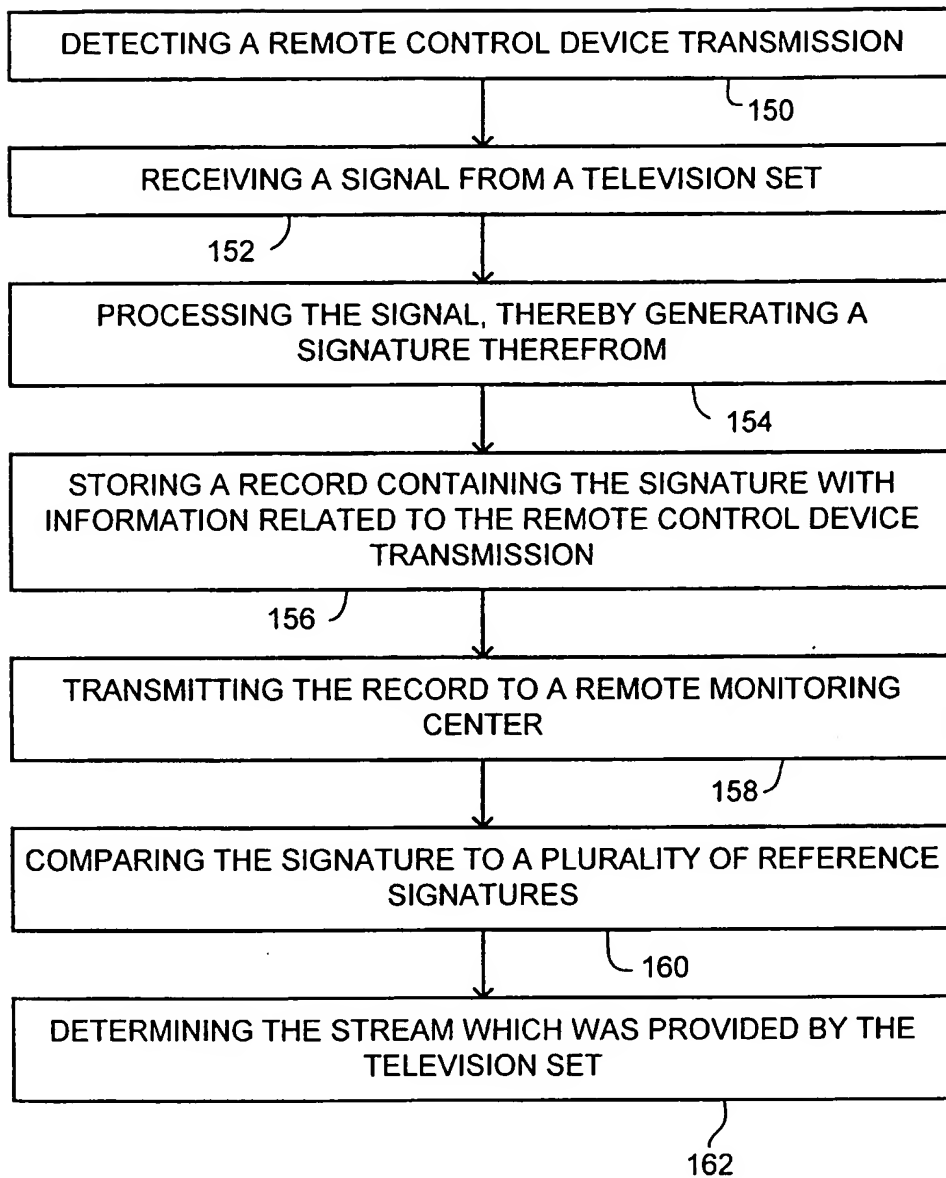 DETECTING A REMOTE CONTROL DEVICE TRANSMISSION
150
RECEIVING A SIGNAL FROM A TELEVISION SET
152
PROCESSING THE SIGNAL, THEREBY GENERATING A
SIGNATURE THEREFROM
154
STORING A RECORD CONTAINING THE SIGNATURE WITH
INFORMATION RELATED TO THE REMOTE CONTROL DEVICE
TRANSMISSION
156
TRANSMITTING THE RECORD TO A REMOTE MONITORING
CENTER
158
COMPARING THE SIGNATURE TO A PLURALITY OF REFERENCE
SIGNATURES
160
DETERMINING THE STREAM WHICH WAS PROVIDED BY THE
TELEVISION SET
162